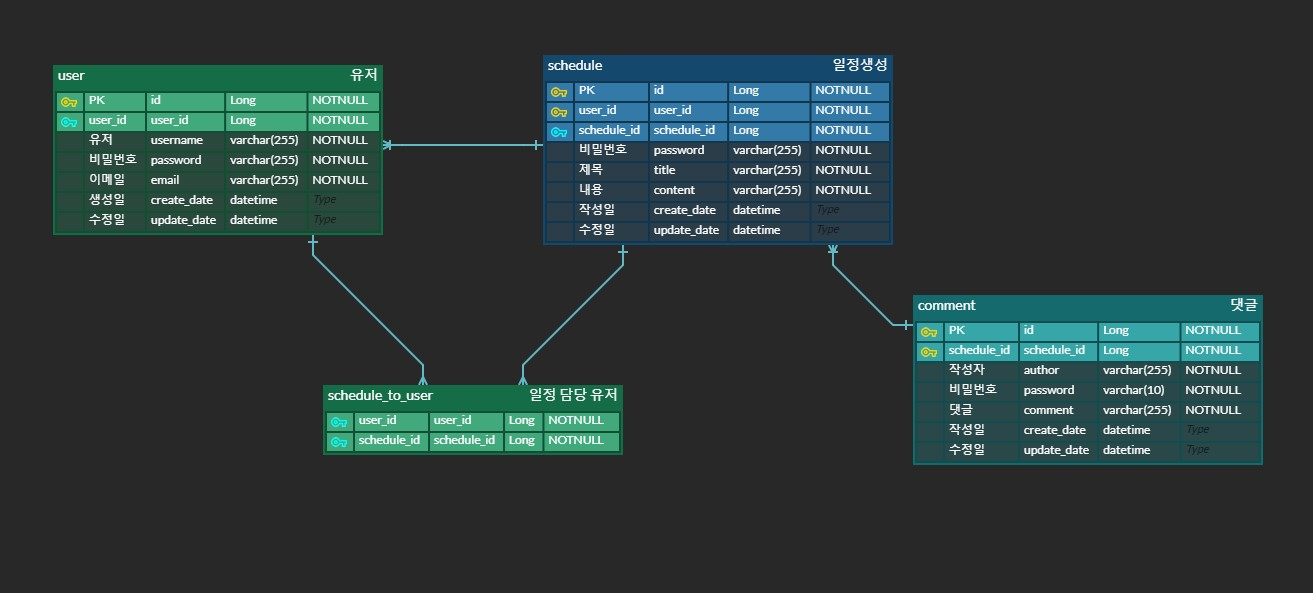 user 유저
PK id Long NOTNULL
user_id user_id Long NOTNULL
유저 username varchar(255) NOTNULL
비밀번호 password varchar(255) NOTNULL
이메일 email varchar(255) NOTNULL
생성일 create_date datetime Type
수정일 update_date datetime Type
schedule 일정생성
PK id Long NOTNULL
user_id user_id Long NOTNULL
schedule_id schedule_id Long NOTNULL
비밀번호 password varchar(255) NOTNULL
제목 title varchar(255) NOTNULL
내용 content varchar(255) NOTNULL
작성일 create_date datetime Type
수정일 update_date datetime Type
comment 댓글
PK id Long NOTNULL
schedule_id schedule_id Long NOTNULL
작성자 author varchar(255) NOTNULL
비밀번호 password varchar(10) NOTNULL
댓글 comment varchar(255) NOTNULL
작성일 create_date datetime Type
수정일 update_date datetime Type
schedule_to_user 일정 담당 유저
user_id user_id Long NOTNULL
schedule_id schedule_id Long NOTNULL